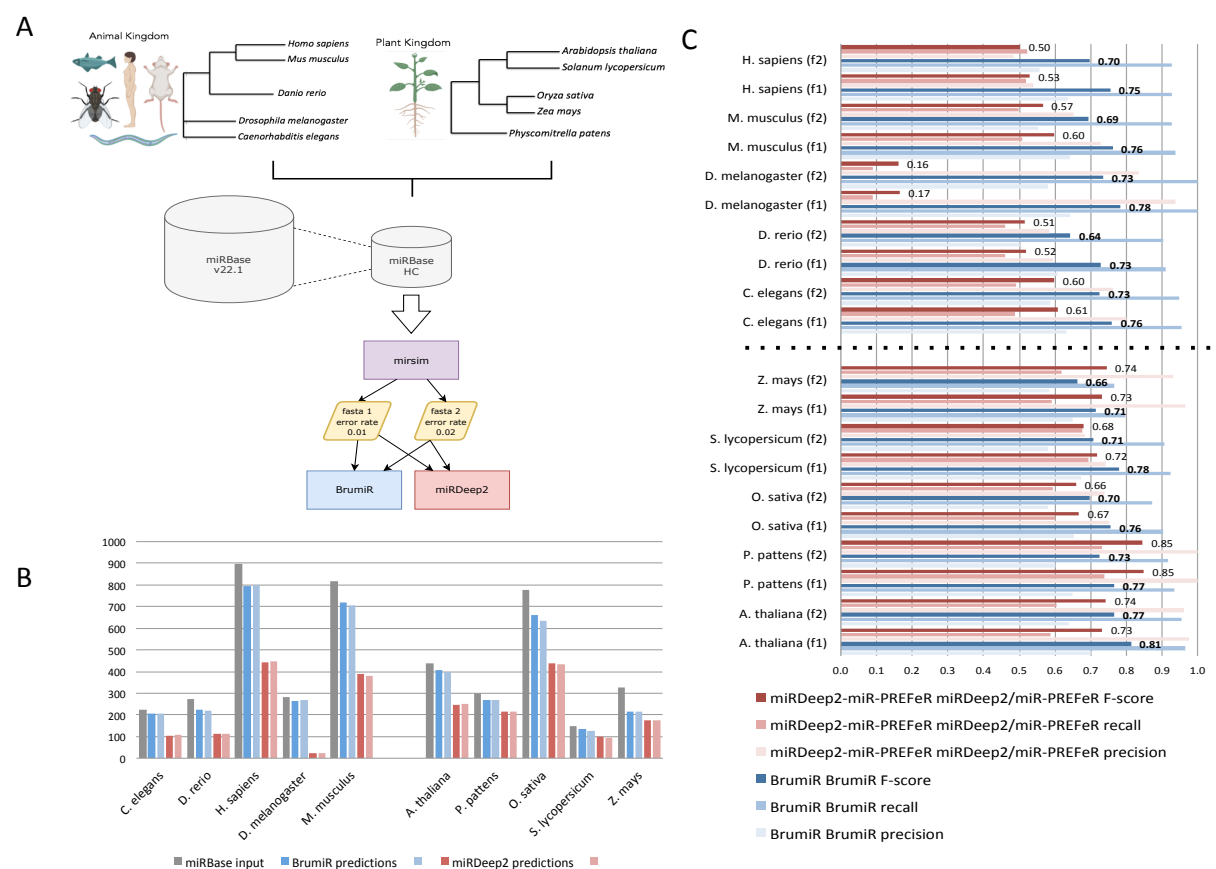 A
Animal Kingdom
Homo sapiens
Mus musculus
Danio rerio
Drosophila melanogaster
Caenorhabditis elegans
Plant Kingdom
Arabidopsis thaliana
Solanum lycopersicum
Oryza sativa
Zea mays
Physcomitrella patens
miRBase
v22.1
miRBase
HC
mirsim
fasta 1
error rate
0.01
fasta 2
error rate
0.02
BrumiR
miRDeep2
B
1000
900
800
700
600
500
400
300
200
100
0
C. elegans
D. rerio
H. sapiens
D. melanogaster
M. musculus
A. thaliana
P. pattens
O. sativa
S. lycopersicum
Z. mays
miRBase input
BrumiR predictions
miRDeep2 predictions
C
H. sapiens (f2) 0.50 0.70
H. sapiens (f1) 0.53 0.75
M. musculus (f2) 0.57 0.69
M. musculus (f1) 0.60 0.76
D. melanogaster (f2) 0.16 0.73
D. melanogaster (f1) 0.17 0.78
D. rerio (f2) 0.51 0.64
D. rerio (f1) 0.52 0.73
C. elegans (f2) 0.60 0.73
C. elegans (f1) 0.61 0.76
Z. mays (f2) 0.74 0.66
Z. mays (f1) 0.73 0.71
S. lycopersicum (f2) 0.68 0.71
S. lycopersicum (f1) 0.72 0.78
O. sativa (f2) 0.66 0.70
O. sativa (f1) 0.67 0.76
P. pattens (f2) 0.85 0.73
P. pattens (f1) 0.85 0.77
A. thaliana (f2) 0.74 0.77
A. thaliana (f1) 0.73 0.81
0.0 0.1 0.2 0.3 0.4 0.5 0.6 0.7 0.8 0.9 1.0
miRDeep2-miR-PREFeR miRDeep2/miR-PREFeR F-score
miRDeep2-miR-PREFeR miRDeep2/miR-PREFeR recall
miRDeep2-miR-PREFeR miRDeep2/miR-PREFeR precision
BrumiR BrumiR F-score
BrumiR BrumiR recall
BrumiR BrumiR precision